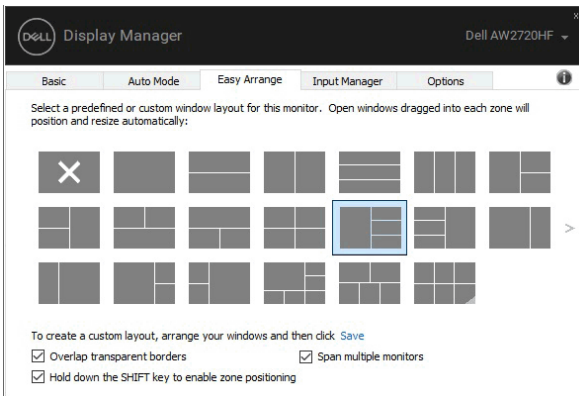 DELL Display Manager Dell AW2720HF
Basic Auto Mode Easy Arrange Input Manager Options
Select a predefined or custom window layout for this monitor. Open windows dragged into each zone will
position and resize automatically:
To create a custom layout, arrange your windows and then click Save
Overlap transparent borders Span multiple monitors
Hold down the SHIFT key to enable zone positioning